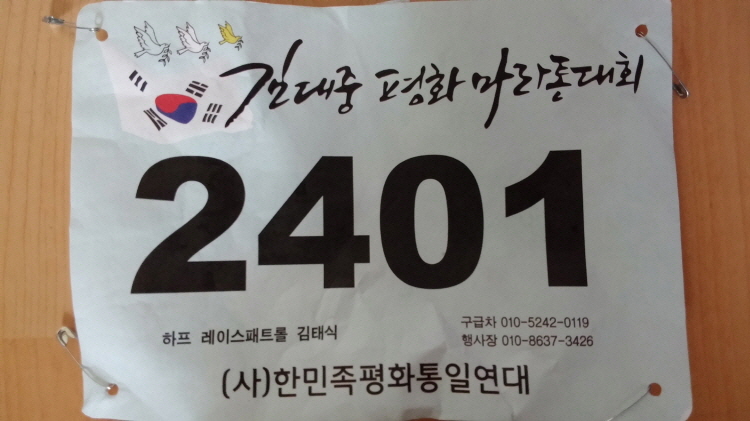 김대중 평화 마라톤대회
2401
하프 레이스패트롤 김태식
구급차 010-5242-0119
행사장 010-8637-3426
(사)한민족평화통일연대